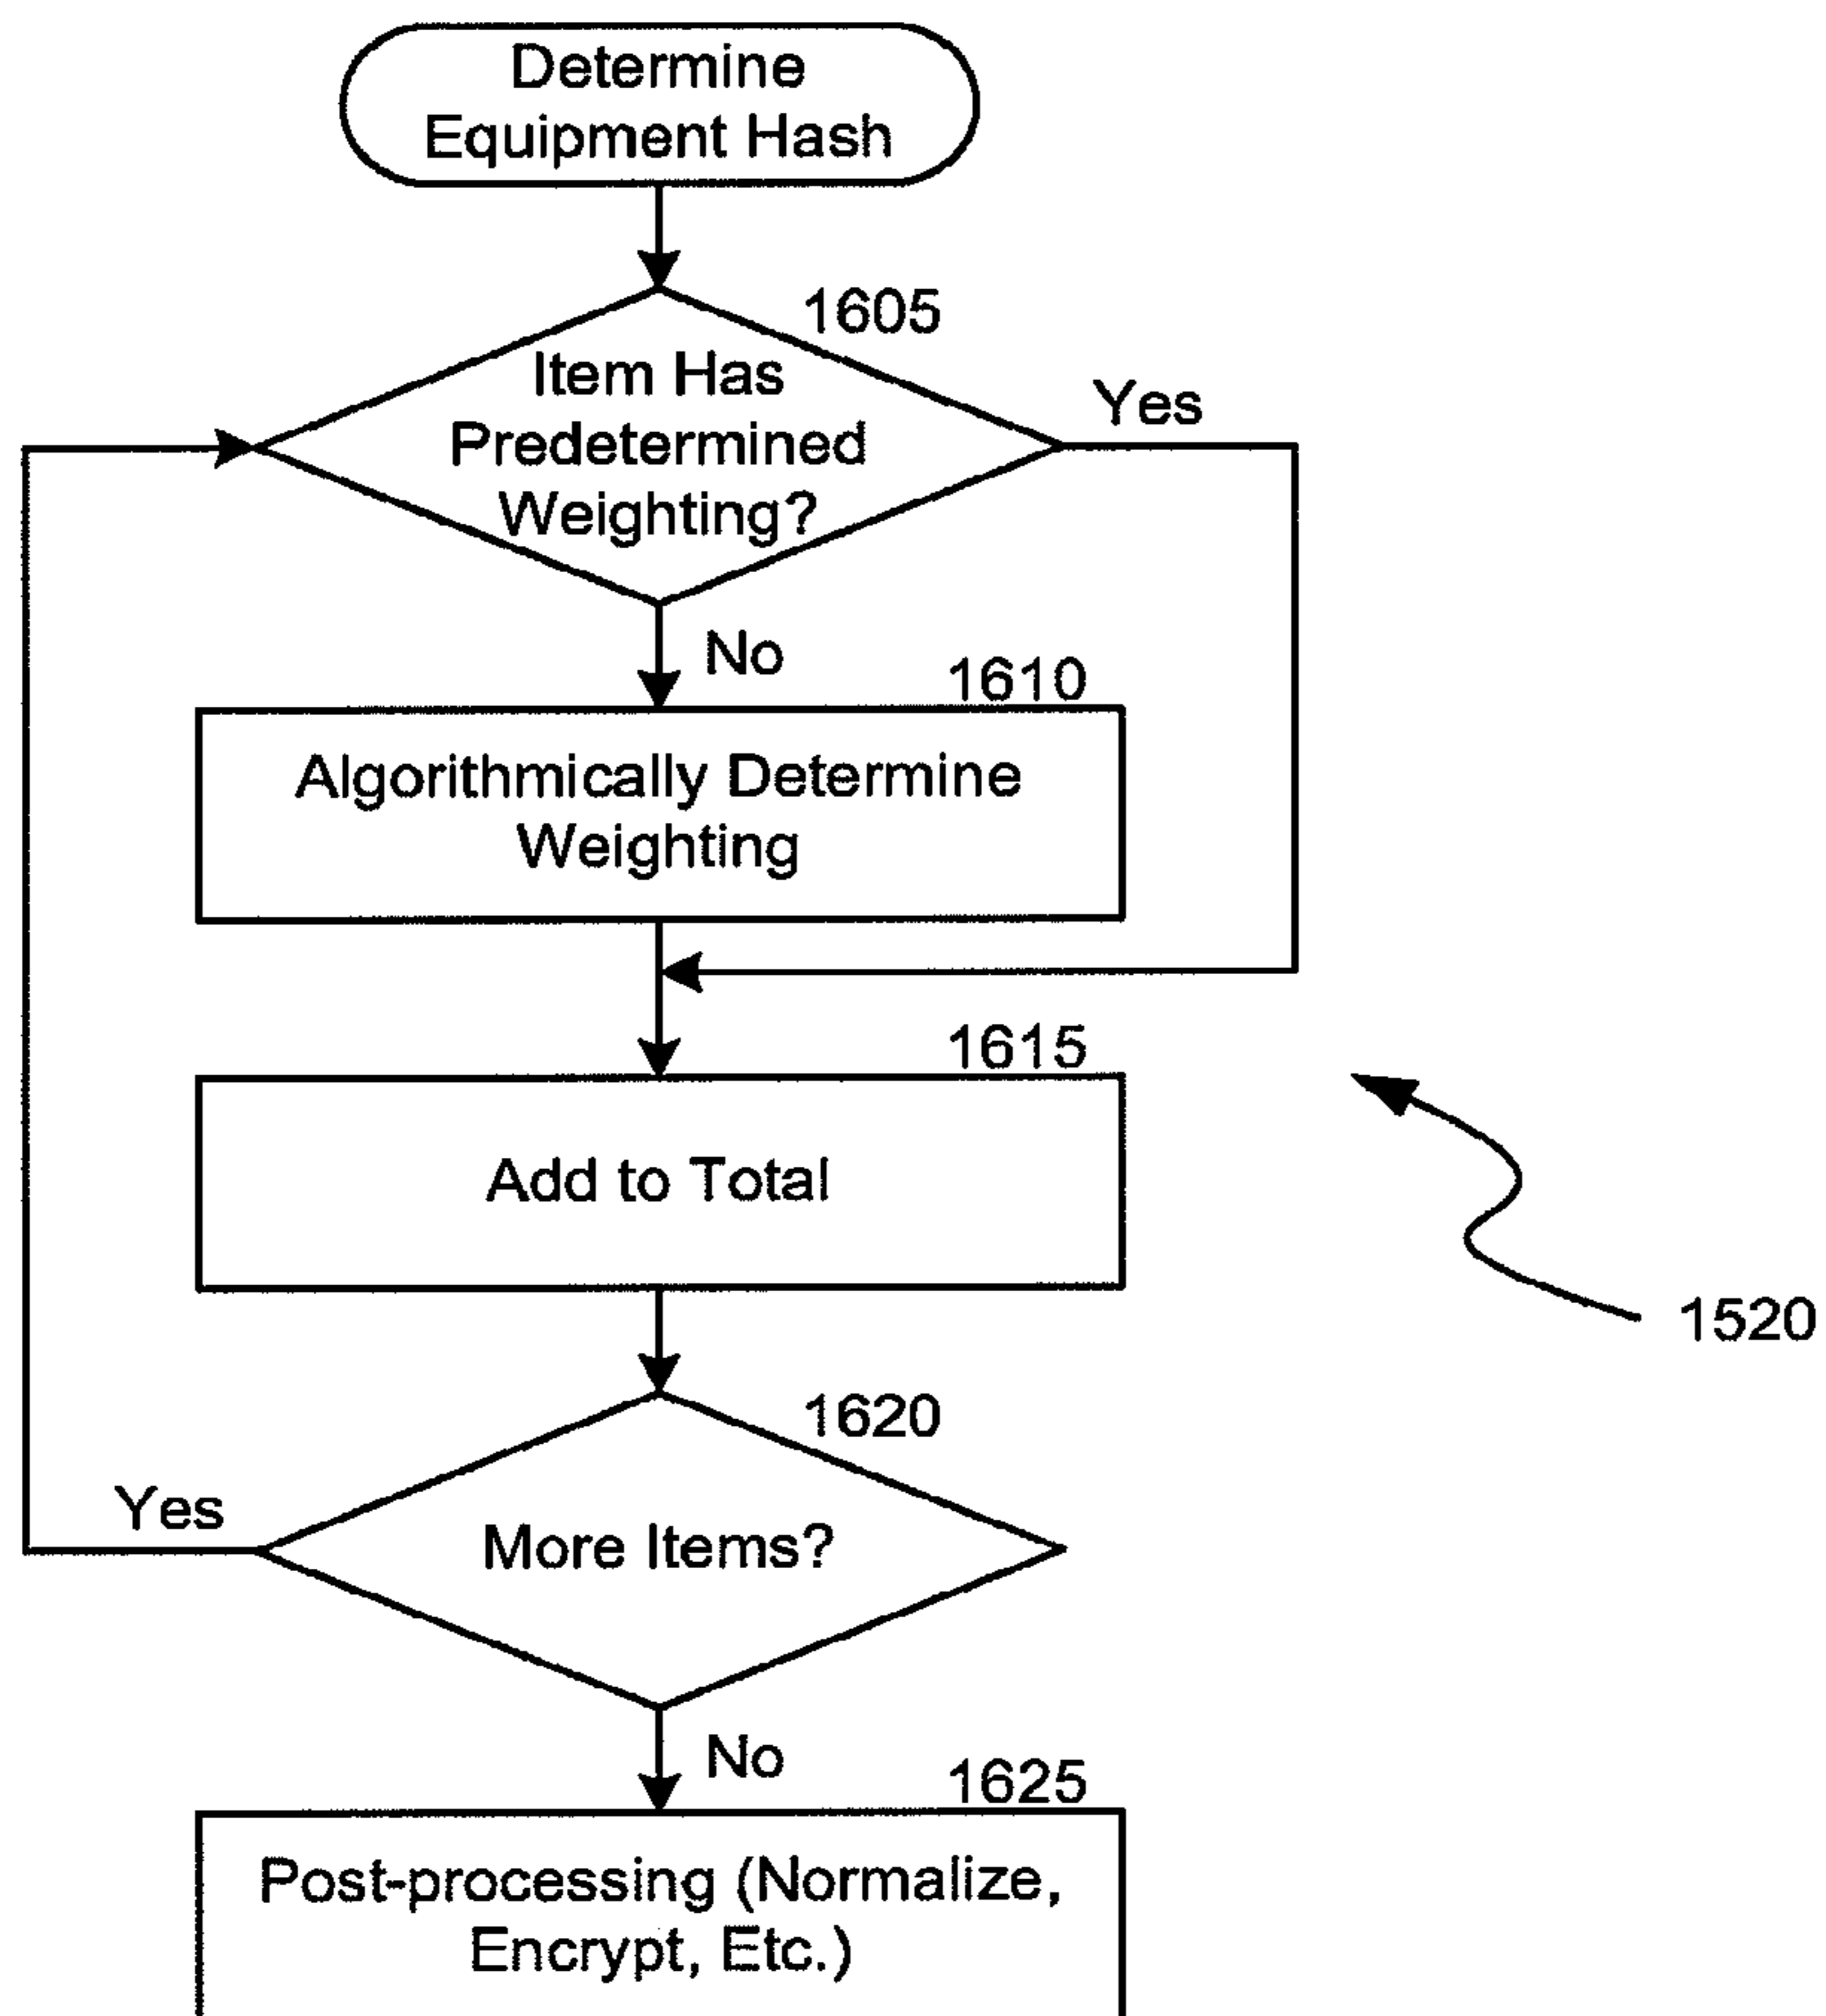 Determine
Equipment Hash
1605
Item Has
Predetermined
Weighting?
Yes
No
1610
Algorithmically Determine
Weighting
1615
Add to Total
1520
1620
More Items?
Yes
No
1625
Post-processing (Normalize,
Encrypt, Etc.)